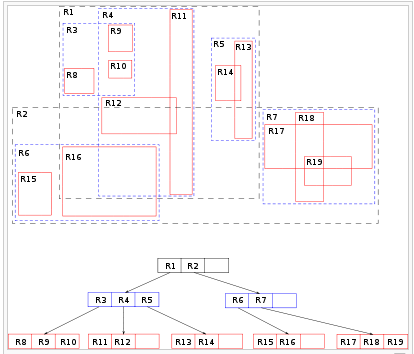 R1
R4
R11
R3
R9
R5
R13
R10
R14
R8
R12
R2
R7
R18
R17
R6
R16
R19
R15
R1 R2
R3 R4 R5
R6 R7
R8 R9 R10
R11 R12
R13 R14
R15 R16
R17 R18 R19